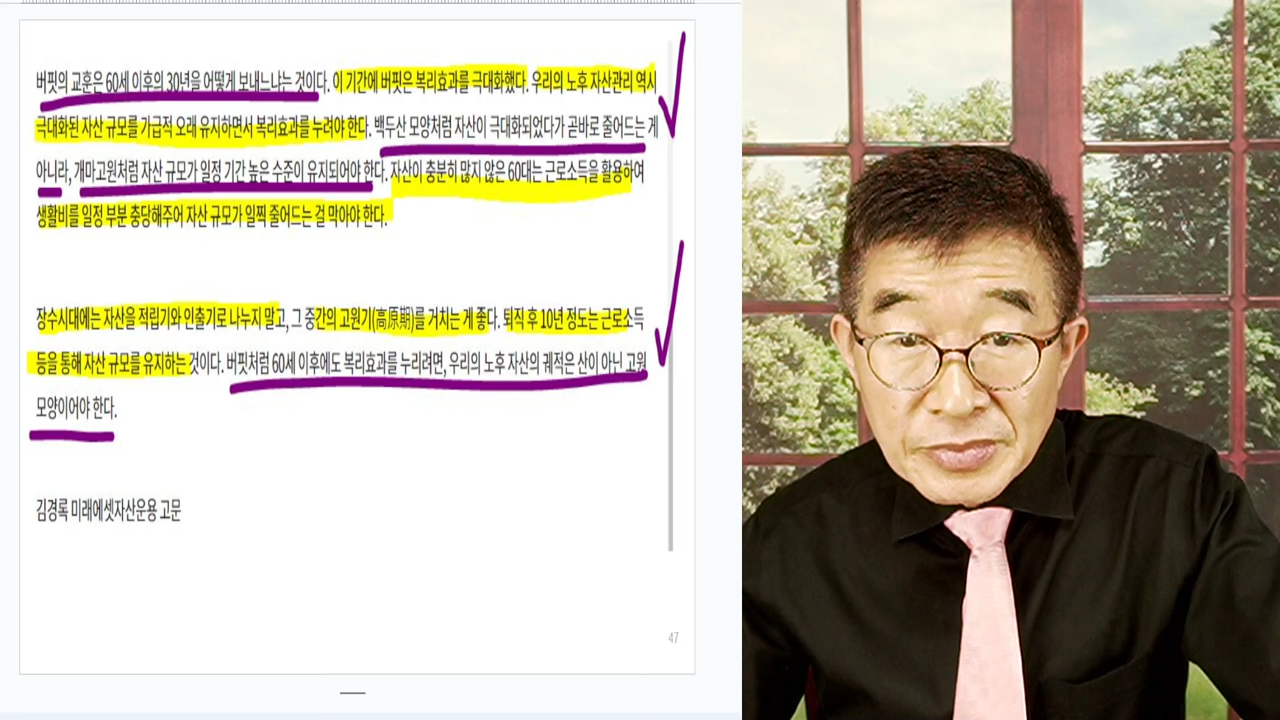 버핏의 교훈은 60세 이후의 30년을 어떻게 보내느냐는 것이다. 이 기간에 버핏은 복리효과를 극대화했다. 우리의 노후 자산관리 역시
극대화된 자산 규모를 가급적 오래 유지하면서 복리효과를 누려야 한다. 백두산 모양처럼 자산이 극대화되었다가 곧바로 줄어드는 게
아니라, 개마고원처럼 자산 규모가 일정 기간 높은 수준이 유지되어야 한다. 자산이 충분히 많지 않은 60대는 근로소득을 활용하여
생활비를 일정 부분 충당해주어 자산 규모가 일찍 줄어드는 걸 막아야 한다.
장수시대에는 자산을 적립기와 인출기로 나누지 말고, 그 중간의 고원기(高原期)를 거치는 게 좋다. 퇴직 후 10년 정도는 근로소득
등을 통해 자산 규모를 유지하는 것이다. 버핏처럼 60세 이후에도 복리효과를 누리려면, 우리의 노후 자산의 궤적은 산이 아닌 고원
모양이어야 한다.
김경록 미래에셋자산운용 고문
47